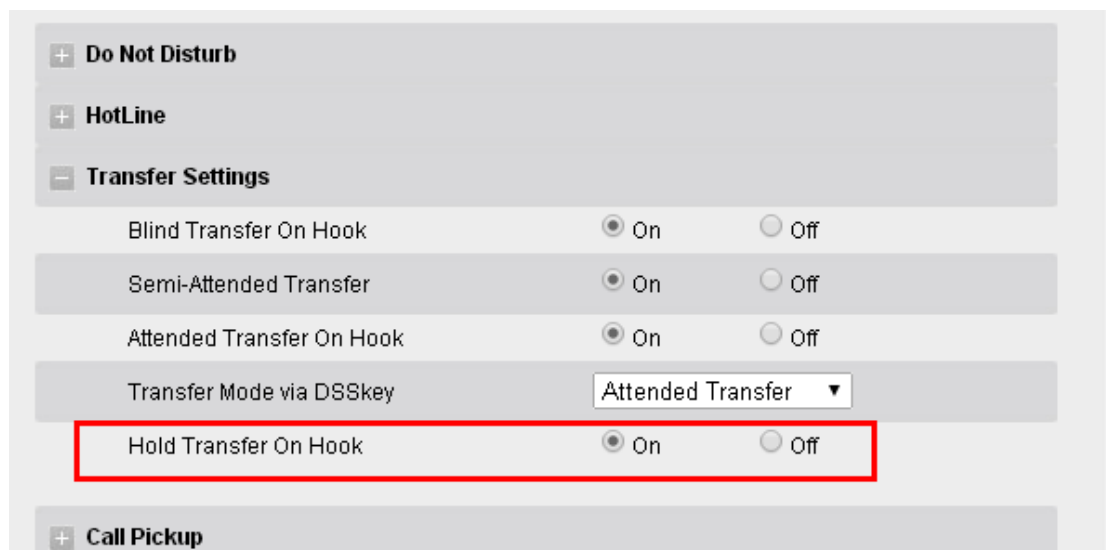 Do Not Disturb
HotLine
Transfer Settings
Blind Transfer On Hook On Off
Semi-Attended Transfer On Off
Attended Transfer On Hook On Off
Transfer Mode via DSSkey Attended Transfer
Hold Transfer On Hook On Off
Call Pickup